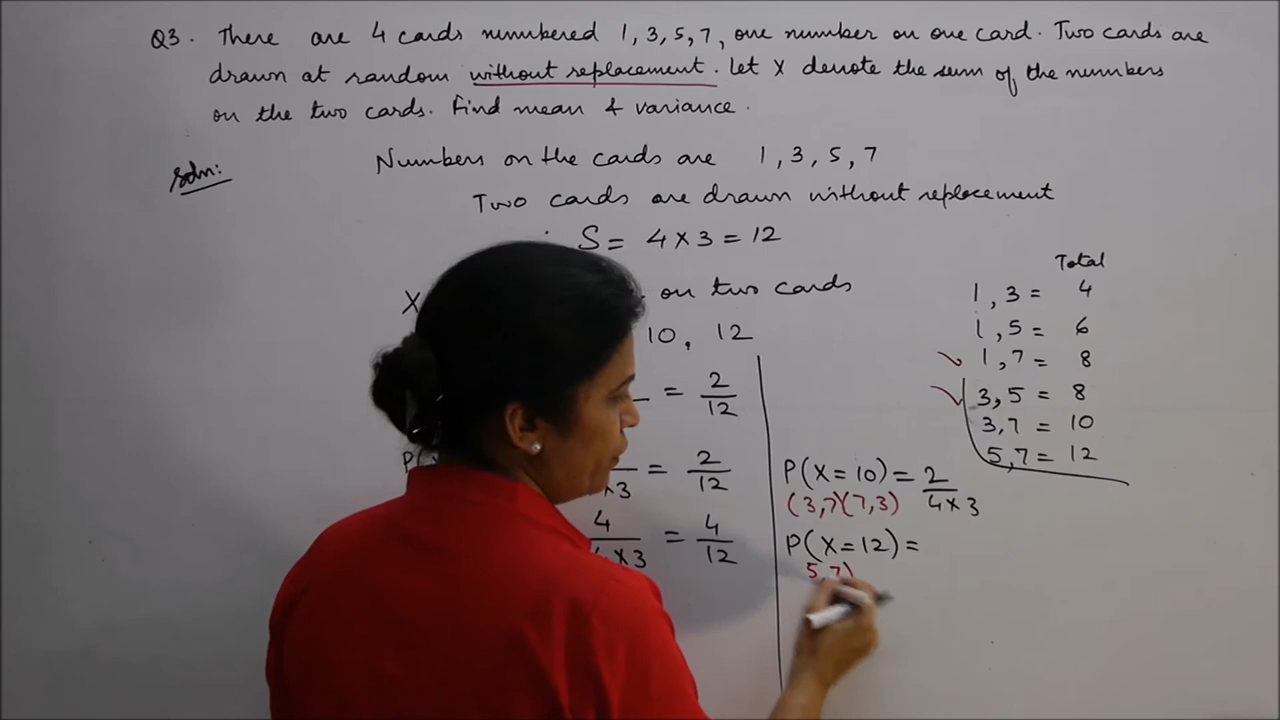 Q3. There are 4 cards numbered 1, 3, 5, 7, one number on one card. Two cards are
drawn at random without replacement. Let X denote the sum of the numbers
on the two cards. Find mean & variance.
Soln:
Numbers on the cards are 1, 3, 5, 7
Two cards are drawn without replacement
S = 4 × 3 = 12
X on two cards
10, 12
= 2/12
P( ×3 = 2/12
4/4×3 = 4/12
P(X=10) = 2/4×3
(3,7)(7,3)
P(X=12) =
5,7)
Total
1, 3 = 4
1, 5 = 6
1, 7 = 8
3, 5 = 8
3, 7 = 10
5, 7 = 12